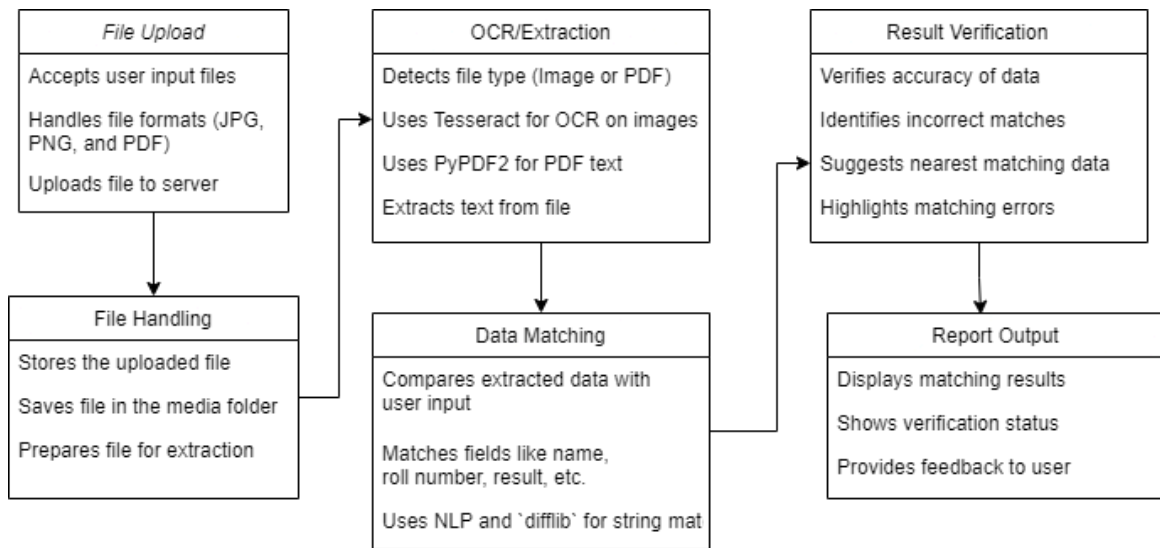 File Upload
Accepts user input files
Handles file formats (JPG,
PNG, and PDF)
Uploads file to server
File Handling
Stores the uploaded file
Saves file in the media folder
Prepares file for extraction
OCR/Extraction
Detects file type (Image or PDF)
Uses Tesseract for OCR on images
Uses PyPDF2 for PDF text
Extracts text from file
Data Matching
Compares extracted data with
user input
Matches fields like name,
roll number, result, etc.
Uses NLP and `difflib` for string mat
Result Verification
Verifies accuracy of data
Identifies incorrect matches
Suggests nearest matching data
Highlights matching errors
Report Output
Displays matching results
Shows verification status
Provides feedback to user